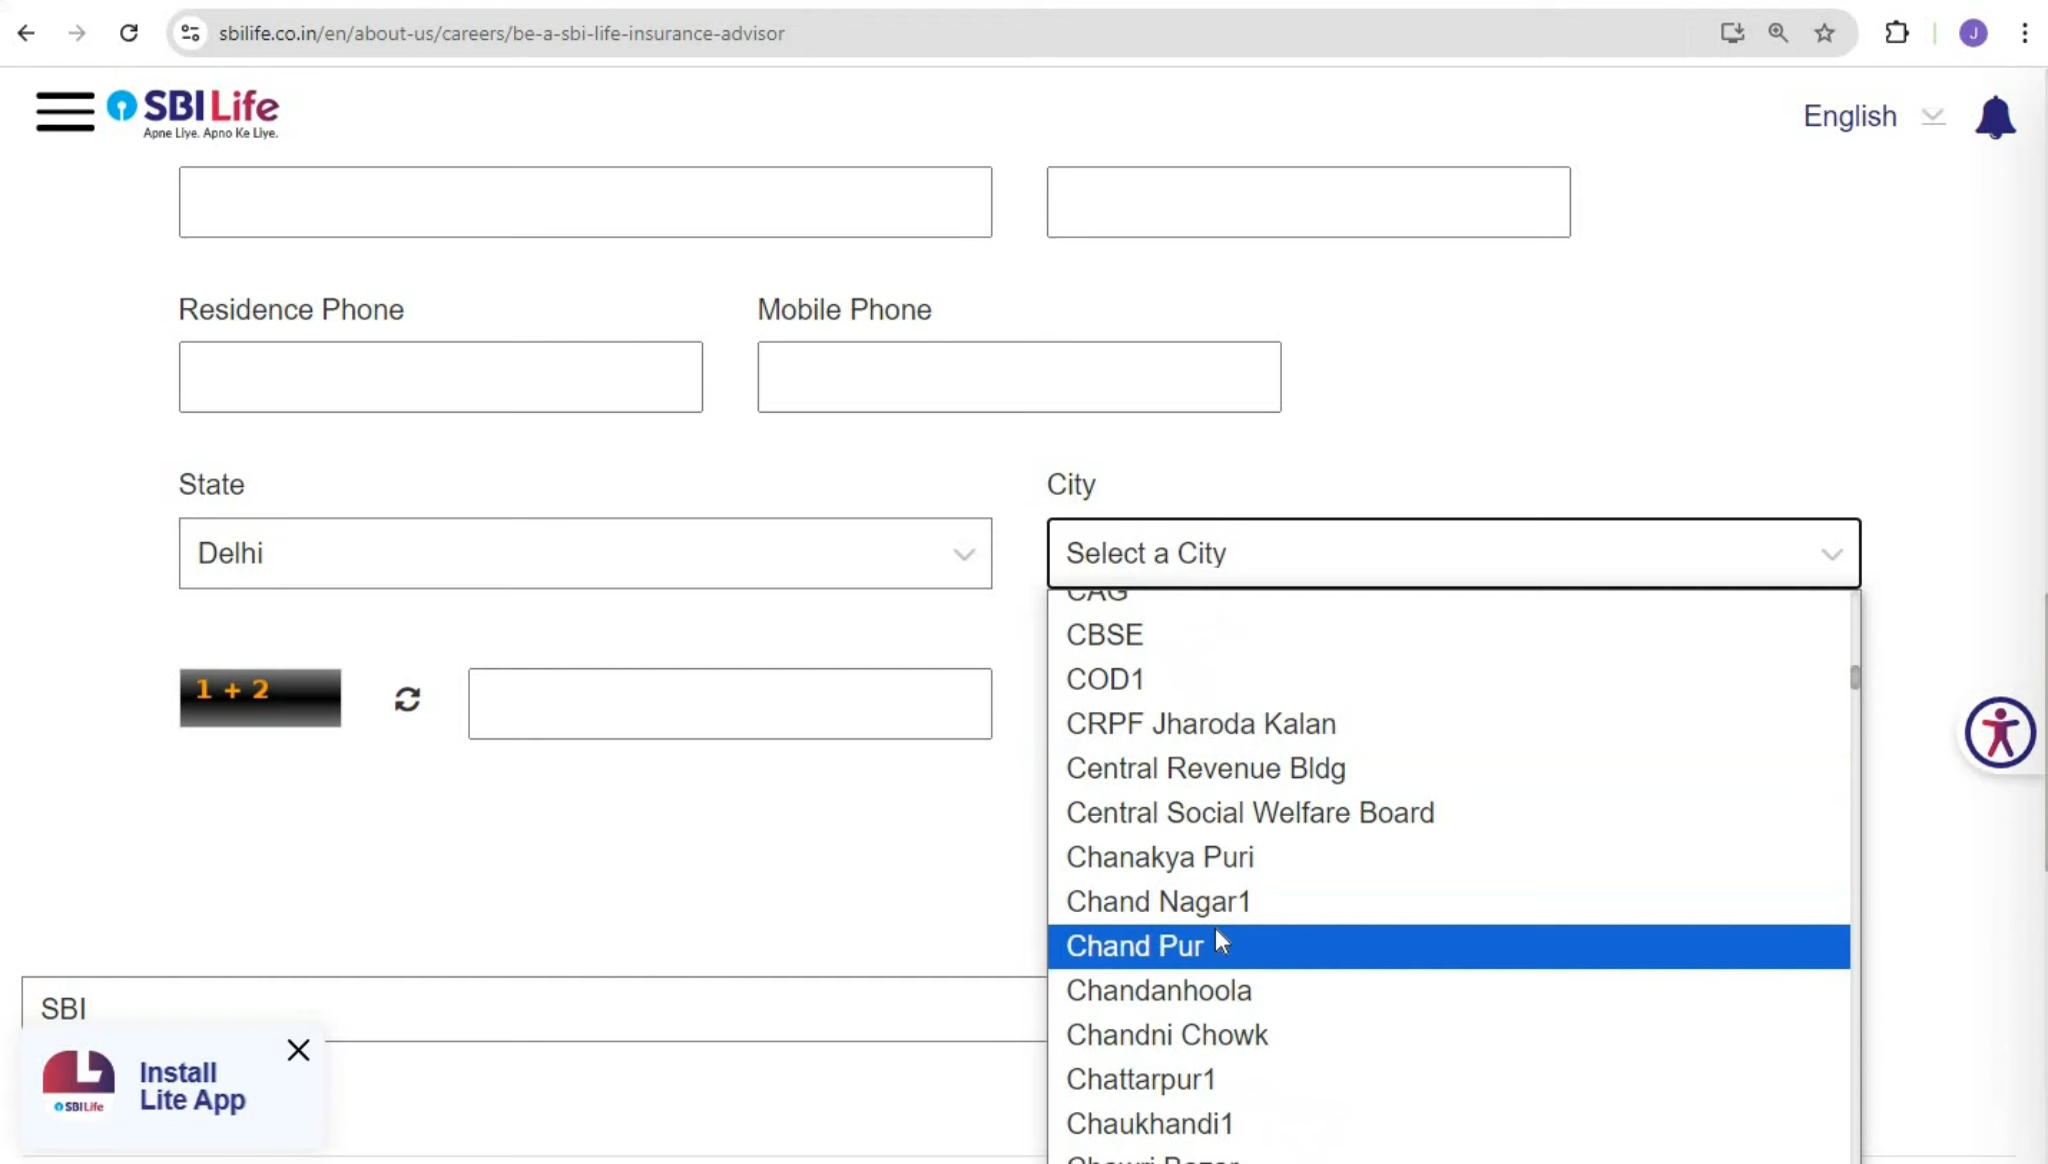 sbilife.co.in/en/about-us/careers/be-a-sbi-life-insurance-advisor
J
SBI Life
Apne Liye. Apno Ke Liye.
English
Residence Phone
Mobile Phone
State
City
Delhi
Select a City
CAG
CBSE
COD1
CRPF Jharoda Kalan
Central Revenue Bldg
Central Social Welfare Board
Chanakya Puri
Chand Nagar1
Chand Pur
Chandanhoola
Chandni Chowk
Chattarpur1
Chaukhandi1
1 + 2
SBI
Install
Lite App
SBI Life